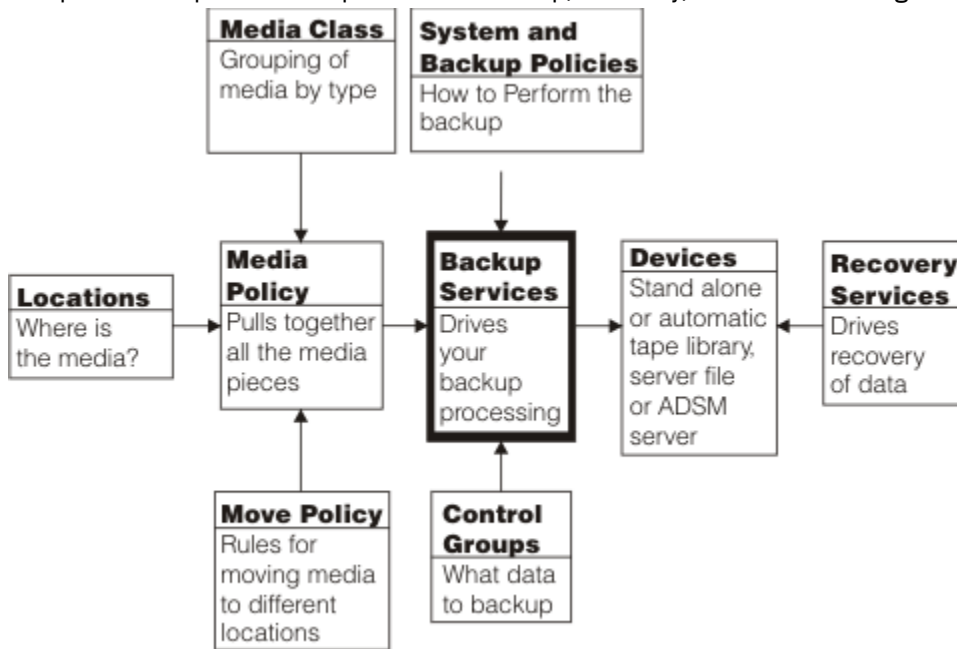 Media Class
Grouping of
media by type
System and
Backup Policies
How to Perform the
backup
Locations
Where is
the media?
Media
Policy
Pulls together
all the media
pieces
Backup
Services
Drives
your
backup
processing
Devices
Stand alone
or automatic
tape library,
server file
or ADSM
server
Recovery
Services
Drives
recovery
of data
Move Policy
Rules for
moving media
to different
locations
Control
Groups
What data
to backup